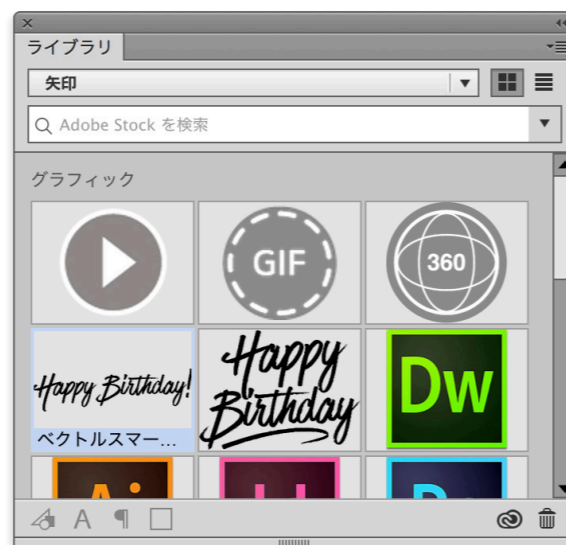 ライブラリ
矢印
Adobe Stock を検索
グラフィック
GIF
360
Happy Birthday!
Happy
Birthday
Dw
ベクトルスマー...
Ai